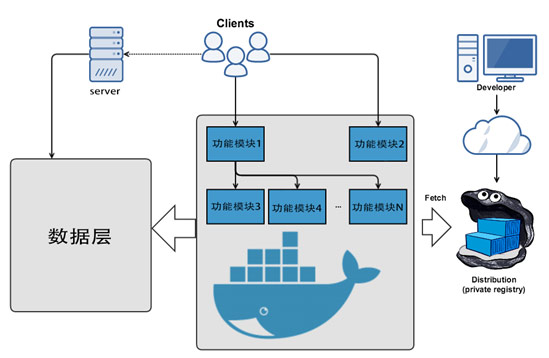 Clients
server
Developer
功能模块1
功能模块2
功能模块3
功能模块4
...
功能模块N
数据层
Fetch
Distribution
(private registry)